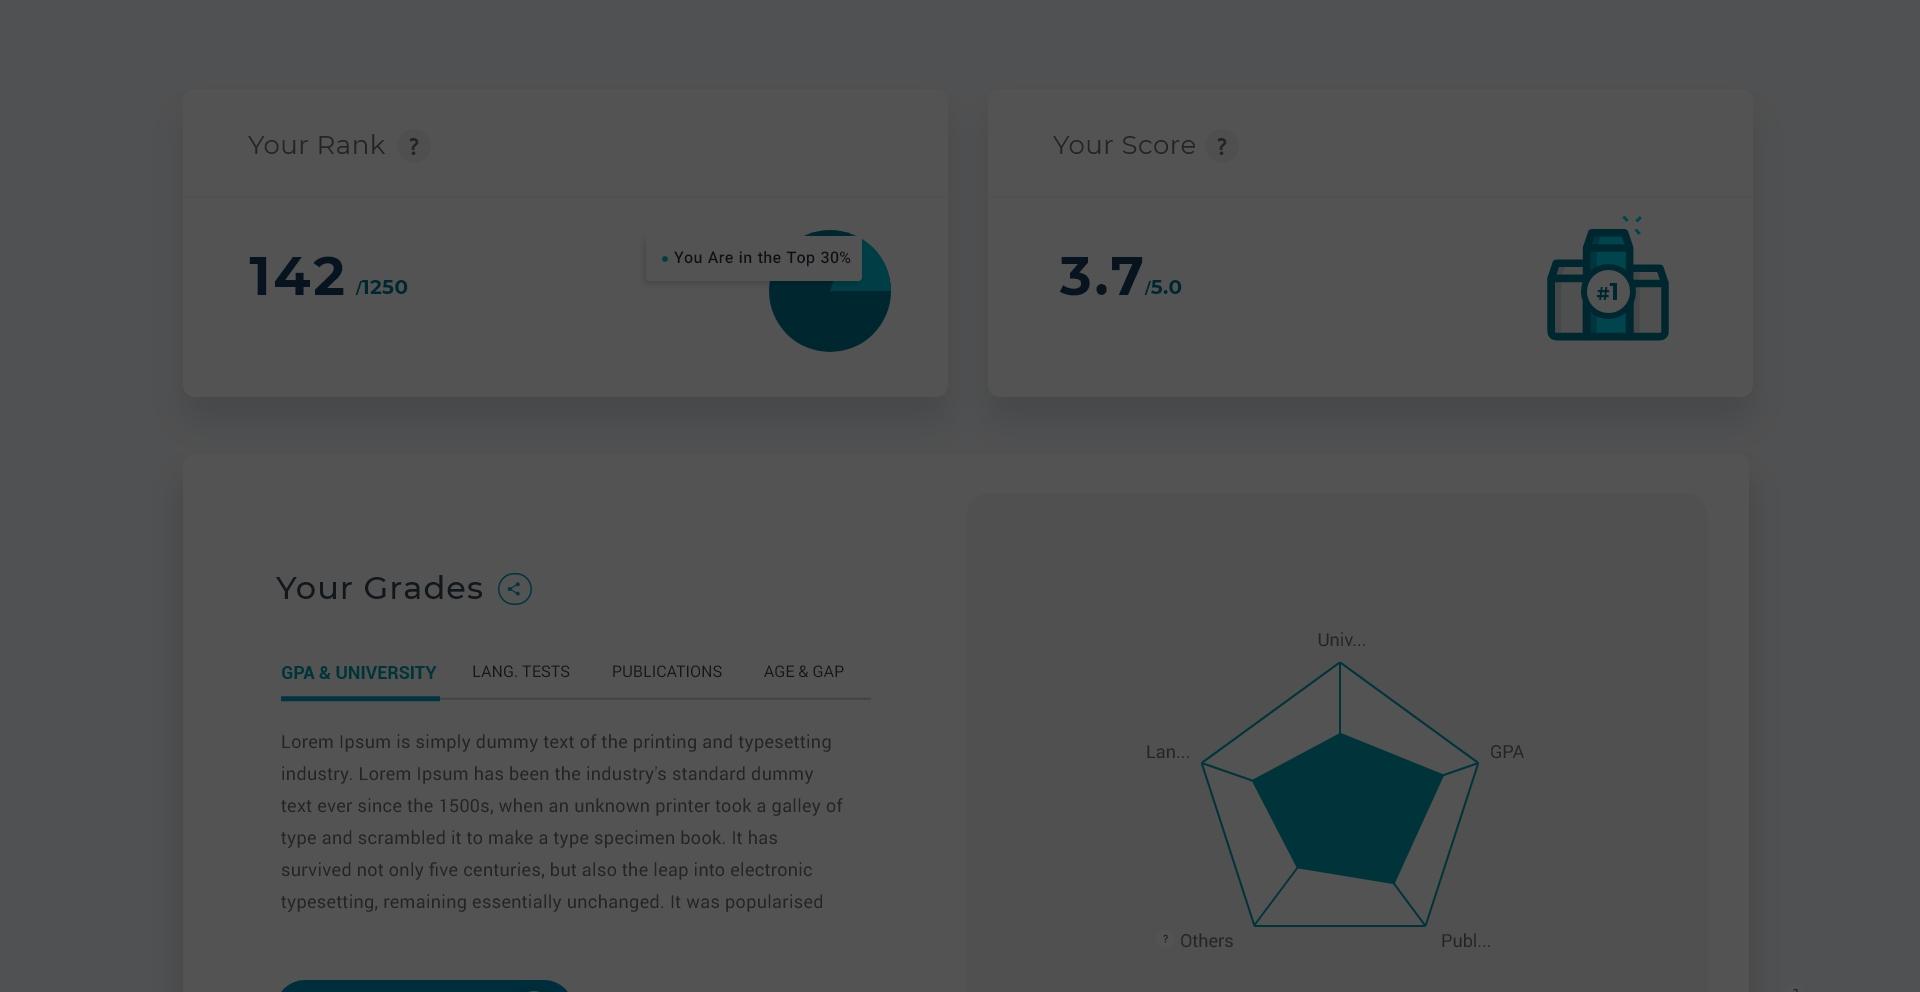 Your Rank ?
Your Score ?
142 /1250
• You Are in the Top 30%
3.7/5.0
#1
Your Grades
GPA & UNIVERSITY
LANG. TESTS
PUBLICATIONS
AGE & GAP
Lorem Ipsum is simply dummy text of the printing and typesetting
industry. Lorem Ipsum has been the industry's standard dummy
text ever since the 1500s, when an unknown printer took a galley of
type and scrambled it to make a type specimen book. It has
survived not only five centuries, but also the leap into electronic
typesetting, remaining essentially unchanged. It was popularised
Univ...
Lan...
GPA
? Others
Publ...